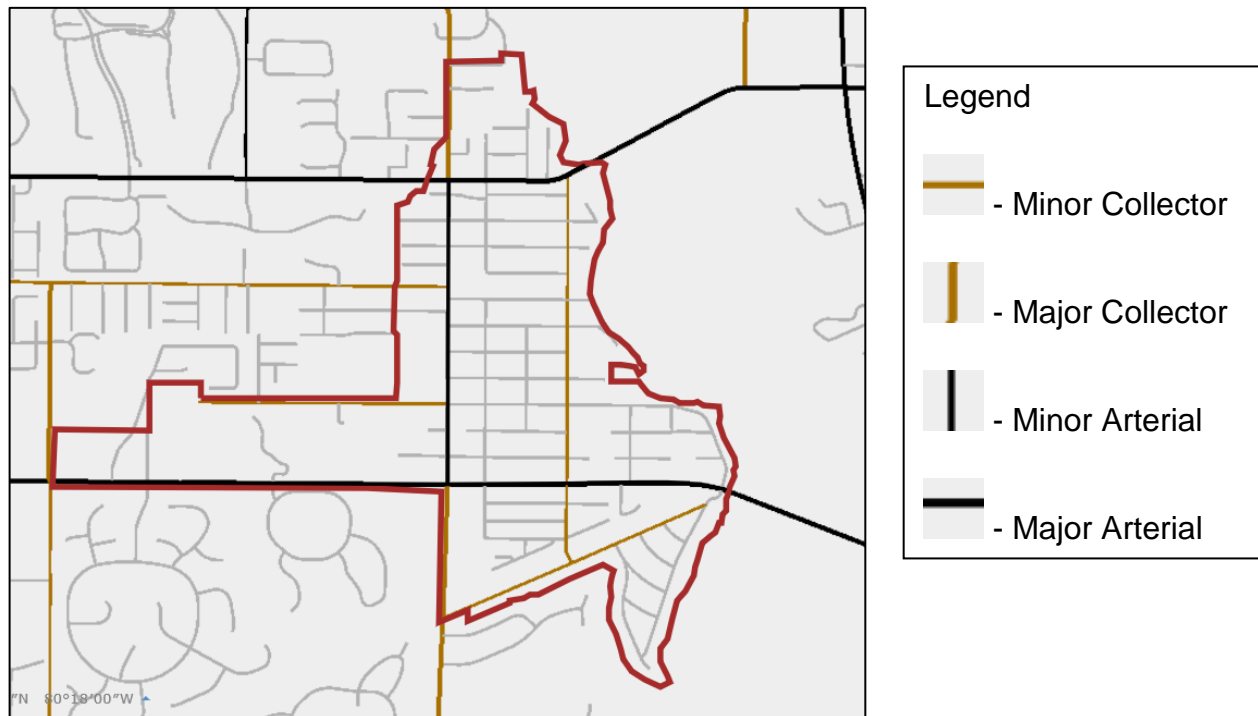 Legend
- Minor Collector
- Major Collector
- Minor Arterial
- Major Arterial
"N 80°18'00"W